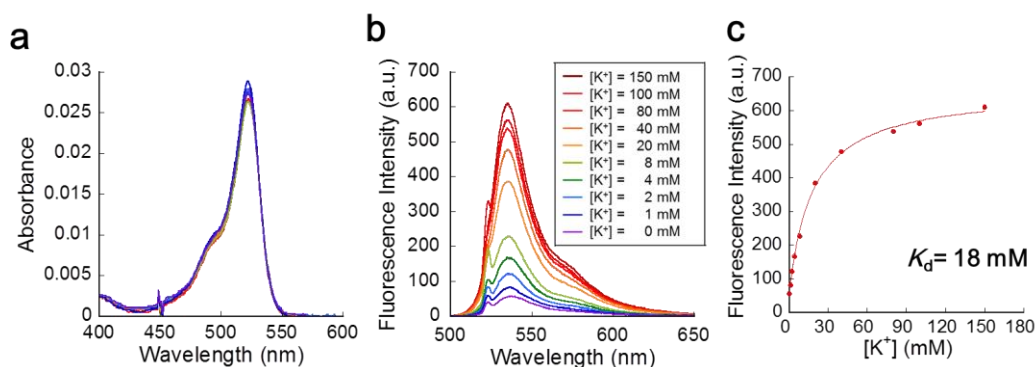 a
0.03
0.025
0.02
0.015
0.01
0.005
0
400
450
500
550
600
Absorbance
Wavelength (nm)
b
700
600
500
400
300
200
100
0
500
550
600
650
Fluorescence Intensity (a.u.)
Wavelength (nm)
[K⁺] = 150 mM
[K⁺] = 100 mM
[K⁺] = 80 mM
[K⁺] = 40 mM
[K⁺] = 20 mM
[K⁺] = 8 mM
[K⁺] = 4 mM
[K⁺] = 2 mM
[K⁺] = 1 mM
[K⁺] = 0 mM
c
700
600
500
400
300
200
100
0
0
30
60
90
120
150
180
Fluorescence Intensity (a.u.)
[K⁺] (mM)
Kd= 18 mM